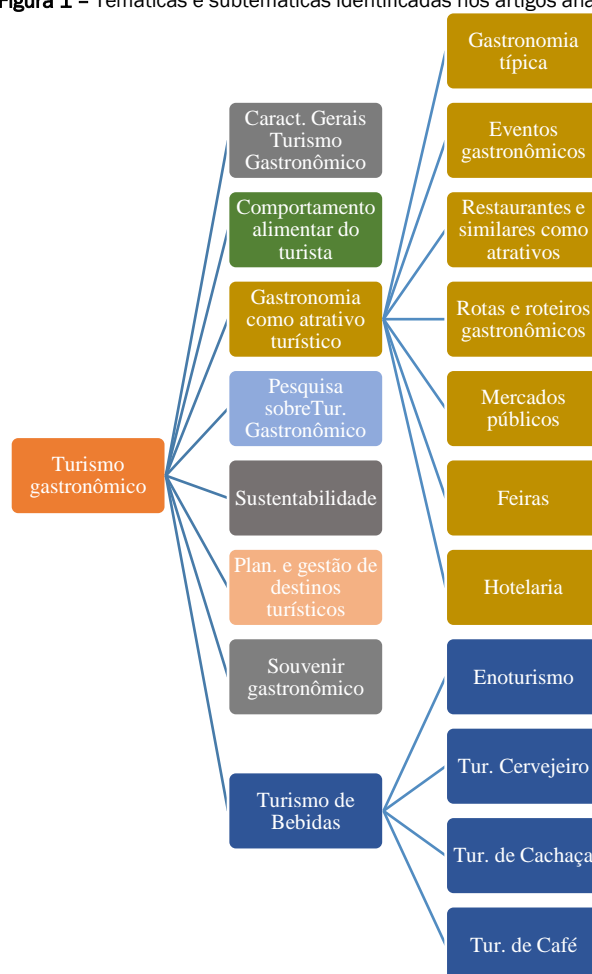 Figura 1 – Temáticas e subtemáticas identificadas nos artigos
Turismo
gastronômico
Caract. Gerais
Turismo
Gastronômico
Comportamento
alimentar do
turista
Gastronomia
como atrativo
turístico
Pesquisa
sobreTur.
Gastronômico
Sustentabilidade
Plan. e gestão de
destinos
turísticos
Souvenir
gastronômico
Turismo de
Bebidas
Gastronomia
típica
Eventos
gastronômicos
Restaurantes e
similares como
atrativos
Rotas e roteiros
gastronômicos
Mercados
públicos
Feiras
Hotelaria
Enoturismo
Tur. Cervejeiro
Tur. de Cachaça
Tur. de Café